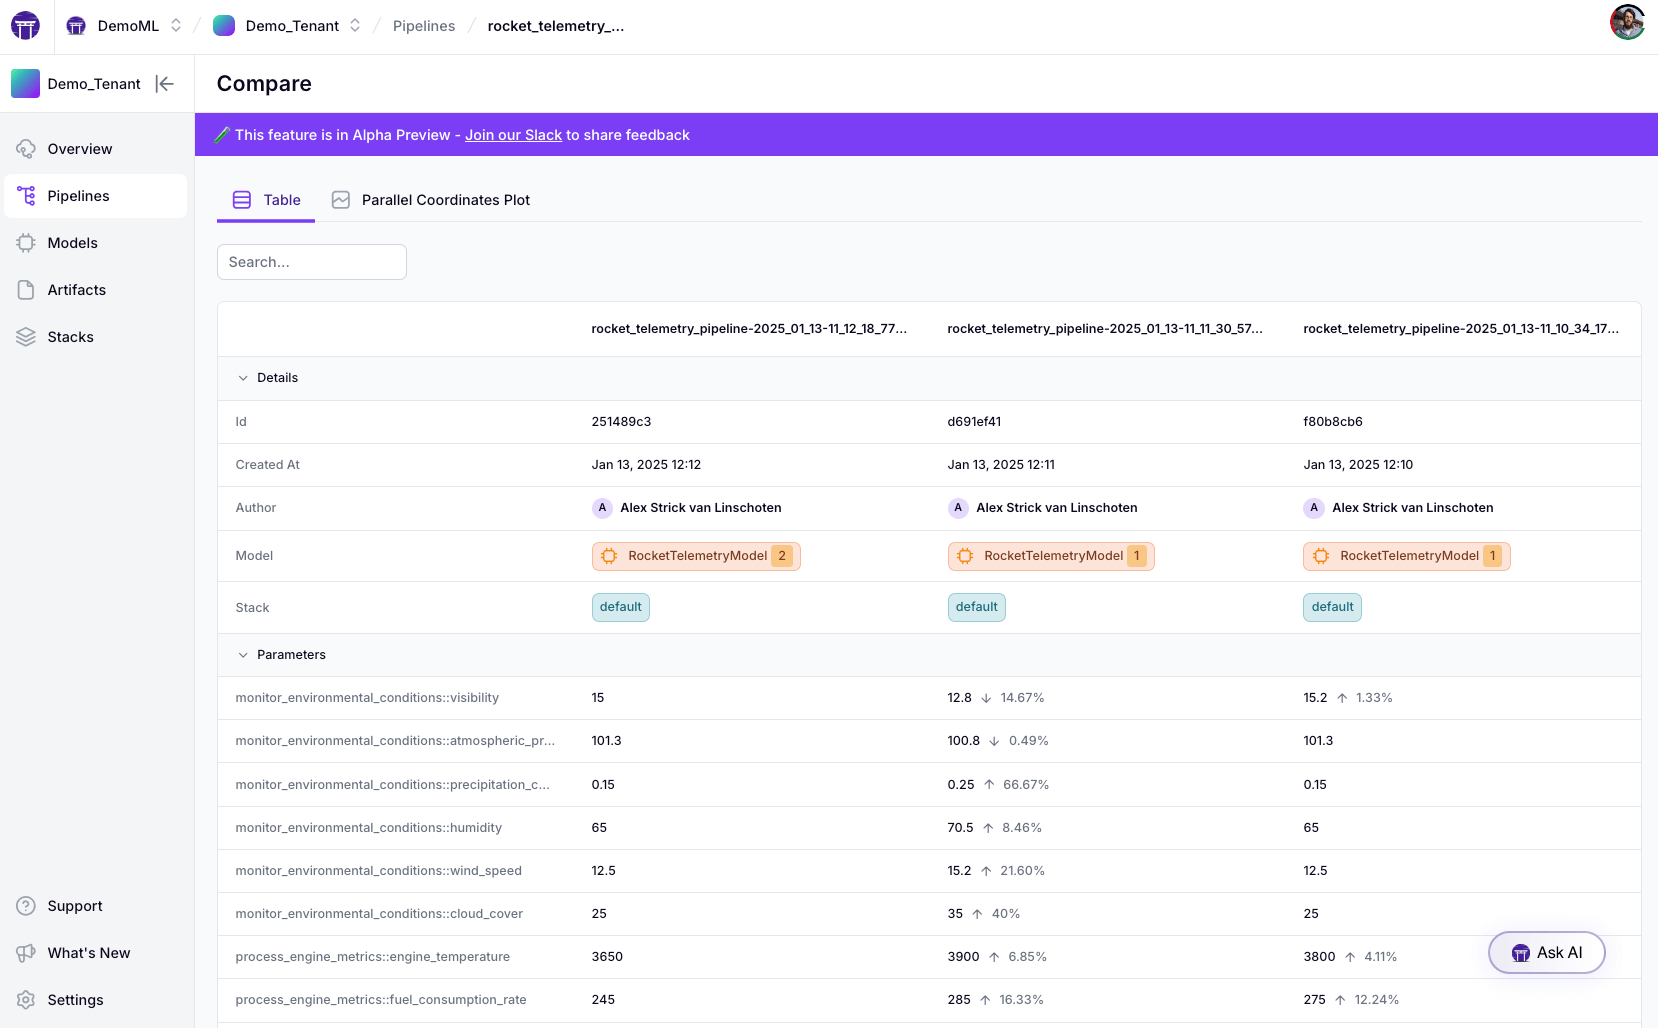 DemoML / Demo_Tenant / Pipelines / rocket_telemetry_...
Demo_Tenant
Compare
🧪 This feature is in Alpha Preview - Join our Slack to share feedback
Overview
Pipelines
Models
Artifacts
Stacks
Support
What's New
Settings
Table Parallel Coordinates Plot
Search...
rocket_telemetry_pipeline-2025_01_13-11_12_18_77... rocket_telemetry_pipeline-2025_01_13-11_11_30_57... rocket_telemetry_pipeline-2025_01_13-11_10_34_17...
Details
Id 251489c3 d691ef41 f80b8cb6
Created At Jan 13, 2025 12:12 Jan 13, 2025 12:11 Jan 13, 2025 12:10
Author A Alex Strick van Linschoten A Alex Strick van Linschoten A Alex Strick van Linschoten
Model RocketTelemetryModel 2 RocketTelemetryModel 1 RocketTelemetryModel 1
Stack default default default
Parameters
monitor_environmental_conditions::visibility 15 12.8 ↓ 14.67% 15.2 ↑ 1.33%
monitor_environmental_conditions::atmospheric_pr... 101.3 100.8 ↓ 0.49% 101.3
monitor_environmental_conditions::precipitation_c... 0.15 0.25 ↑ 66.67% 0.15
monitor_environmental_conditions::humidity 65 70.5 ↑ 8.46% 65
monitor_environmental_conditions::wind_speed 12.5 15.2 ↑ 21.60% 12.5
monitor_environmental_conditions::cloud_cover 25 35 ↑ 40% 25
process_engine_metrics::engine_temperature 3650 3900 ↑ 6.85% 3800 ↑ 4.11%
process_engine_metrics::fuel_consumption_rate 245 285 ↑ 16.33% 275 ↑ 12.24%
Ask AI